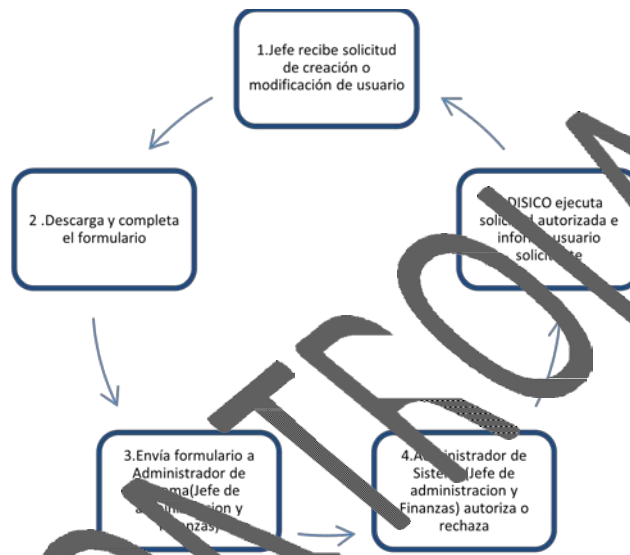 1.Jefe recibe solicitud
de creación o
modificación de usuario
2 .Descarga y completa
el formulario
3.Envía formulario a
Administrador de
(Jefe de
y
4.Administrador de
(Jefe de
administracion y
Finanzas) autoriza o
rechaza
DISICO ejecuta
autorizada e
usuario